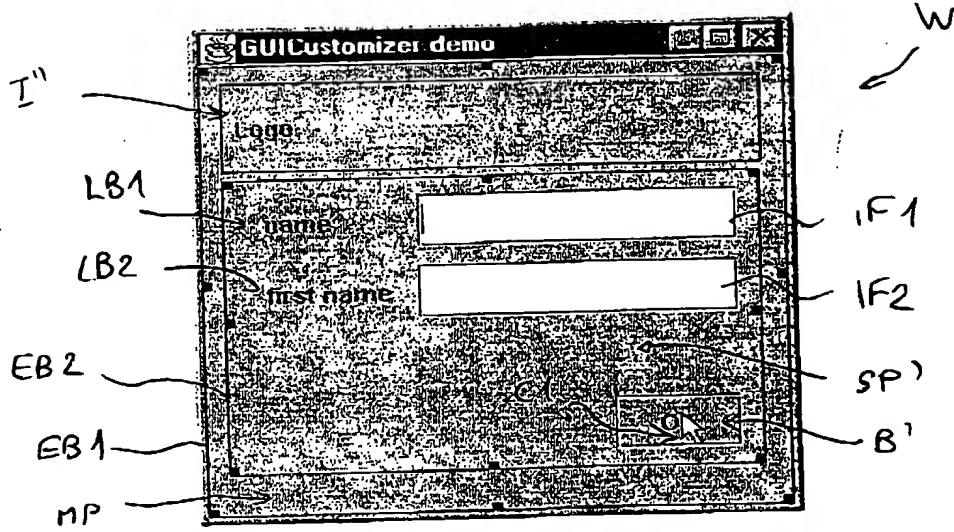 W
GUICustomizer demo
I"
Logo
LB1
name
IF1
LB2
first name
IF2
EB2
SP'
EB1
B'
MP